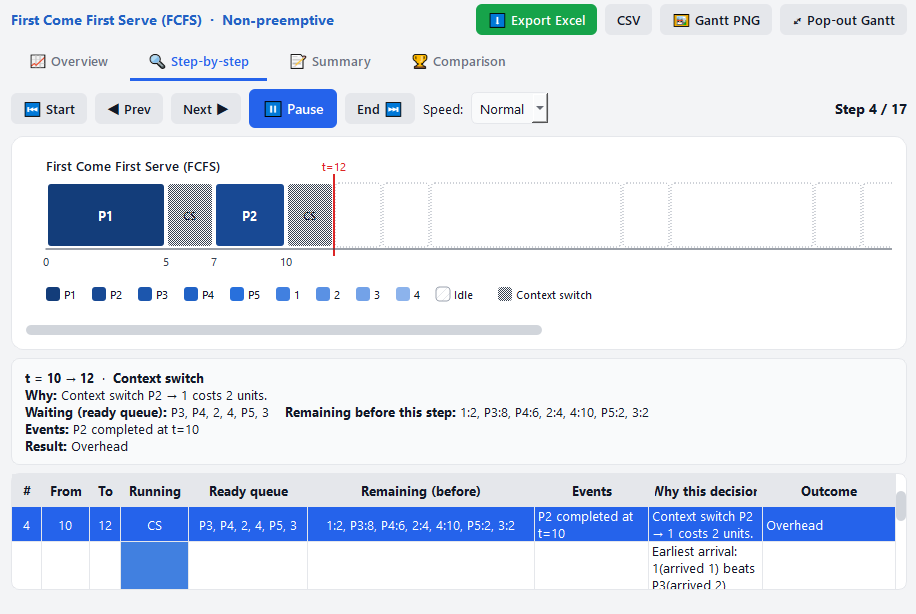 First Come First Serve (FCFS) · Non-preemptive
Export Excel
CSV
Gantt PNG
Pop-out Gantt
Overview
Step-by-step
Summary
Comparison
Start
Prev
Next
Pause
End
Speed:
Normal
Step 4 / 17
First Come First Serve (FCFS)
t=12
P1
CS
P2
CS
0
5
7
10
P1
P2
P3
P4
P5
1
2
3
4
Idle
Context switch
t = 10 → 12 · Context switch
Why: Context switch P2 → 1 costs 2 units.
Waiting (ready queue): P3, P4, 2, 4, P5, 3 Remaining before this step: 1:2, P3:8, P4:6, 2:4, 4:10, P5:2, 3:2
Events: P2 completed at t=10
Result: Overhead
# From To Running Ready queue Remaining (before) Events Why this decision Outcome
4 10 12 CS P3, P4, 2, 4, P5, 3 1:2, P3:8, P4:6, 2:4, 4:10, P5:2, 3:2
P2 completed at
t=10
Context switch P2
→ 1 costs 2 units.
Overhead
Earliest arrival:
1(arrived 1) beats
P3(arrived 2)